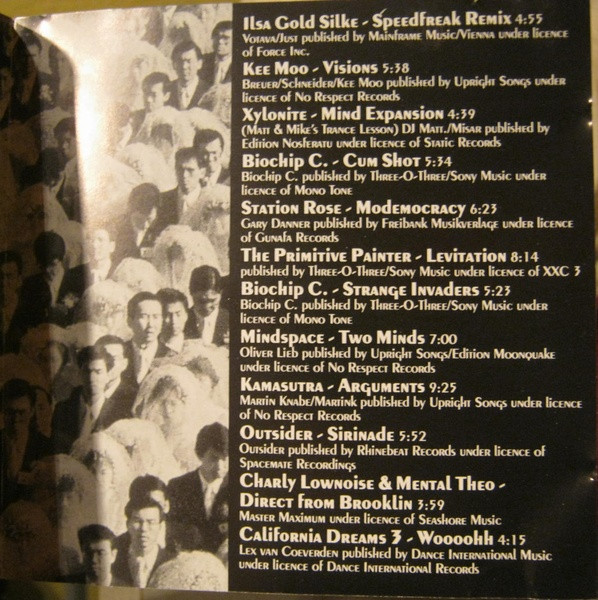 Ilsa Gold Silke - Speedfreak Remix 4:55
Votava/Just published by Mainframe Music/Vienna under licence
of Force Inc.
Kee Moo - Visions 5:38
Breuer/Schneider/Kee Moo published by Upright Songs under
licence of No Respect Records
Xylonite - Mind Expansion 4:39
(Matt & Mike's Trance Lesson) DJ Matt./Misar published by
Edition Nosferatu under licence of Static Records
Biochip C. - Cum Shot 5:34
Biochip C. published by Three-O-Three/Sony Music under
licence of Mono Tone
Station Rose - Modemocracy 6:23
Gary Danner published by Freibank Musikverlage under licence
of Gunafa Records
The Primitive Painter - Levitation 8:14
published by Three-O-Three/Sony Music under licence of XXC 3
Biochip C. - Strange Invaders 5:23
Biochip C. published by Three-O-Three/Sony Music under
licence of Mono Tone
Mindspace - Two Minds 7:00
Oliver Lieb published by Upright Songs/Edition Moonquake
under licence of No Respect Records
Kamasutra - Arguments 9:25
Martin Knabe/Martink published by Upright Songs under licence
of No Respect Records
Outsider - Sirinade 5:52
Outsider published by Rhinebeat Records under licence of
Spacemate Recordings
Charly Lownoise & Mental Theo -
Direct from Brooklin 3:59
Master Maximum under licence of Seashore Music
California Dreams 3 - Woooohh 4:15
Lex van Coeverden published by Dance International Music
under licence of Dance International Records